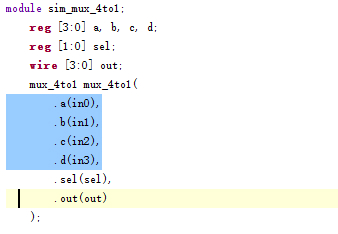 module sim_mux_4to1;
reg [3:0] a, b, c, d;
reg [1:0] sel;
wire [3:0] out;
mux_4to1 mux_4to1(
.a(in0),
.b(in1),
.c(in2),
.d(in3),
.sel(sel),
.out(out)
);